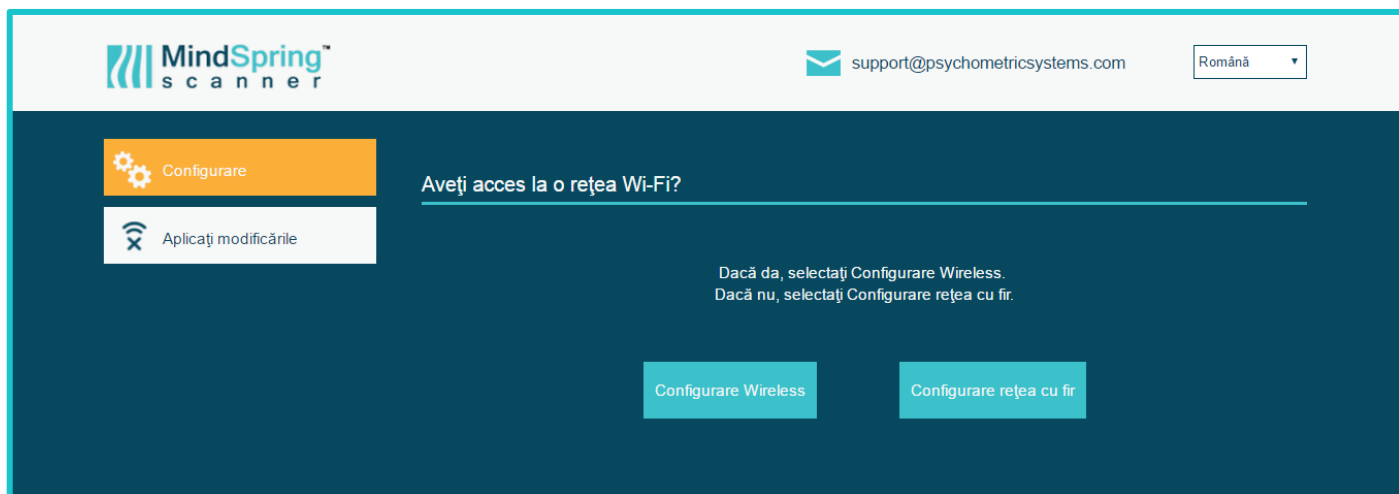 MindSpring™
scanner
support@psychometricsystems.com
Română
Configurare
Aplicaţi modificările
Aveţi acces la o reţea Wi-Fi?
Dacă da, selectaţi Configurare Wireless.
Dacă nu, selectaţi Configurare reţea cu fir.
Configurare Wireless
Configurare reţea cu fir